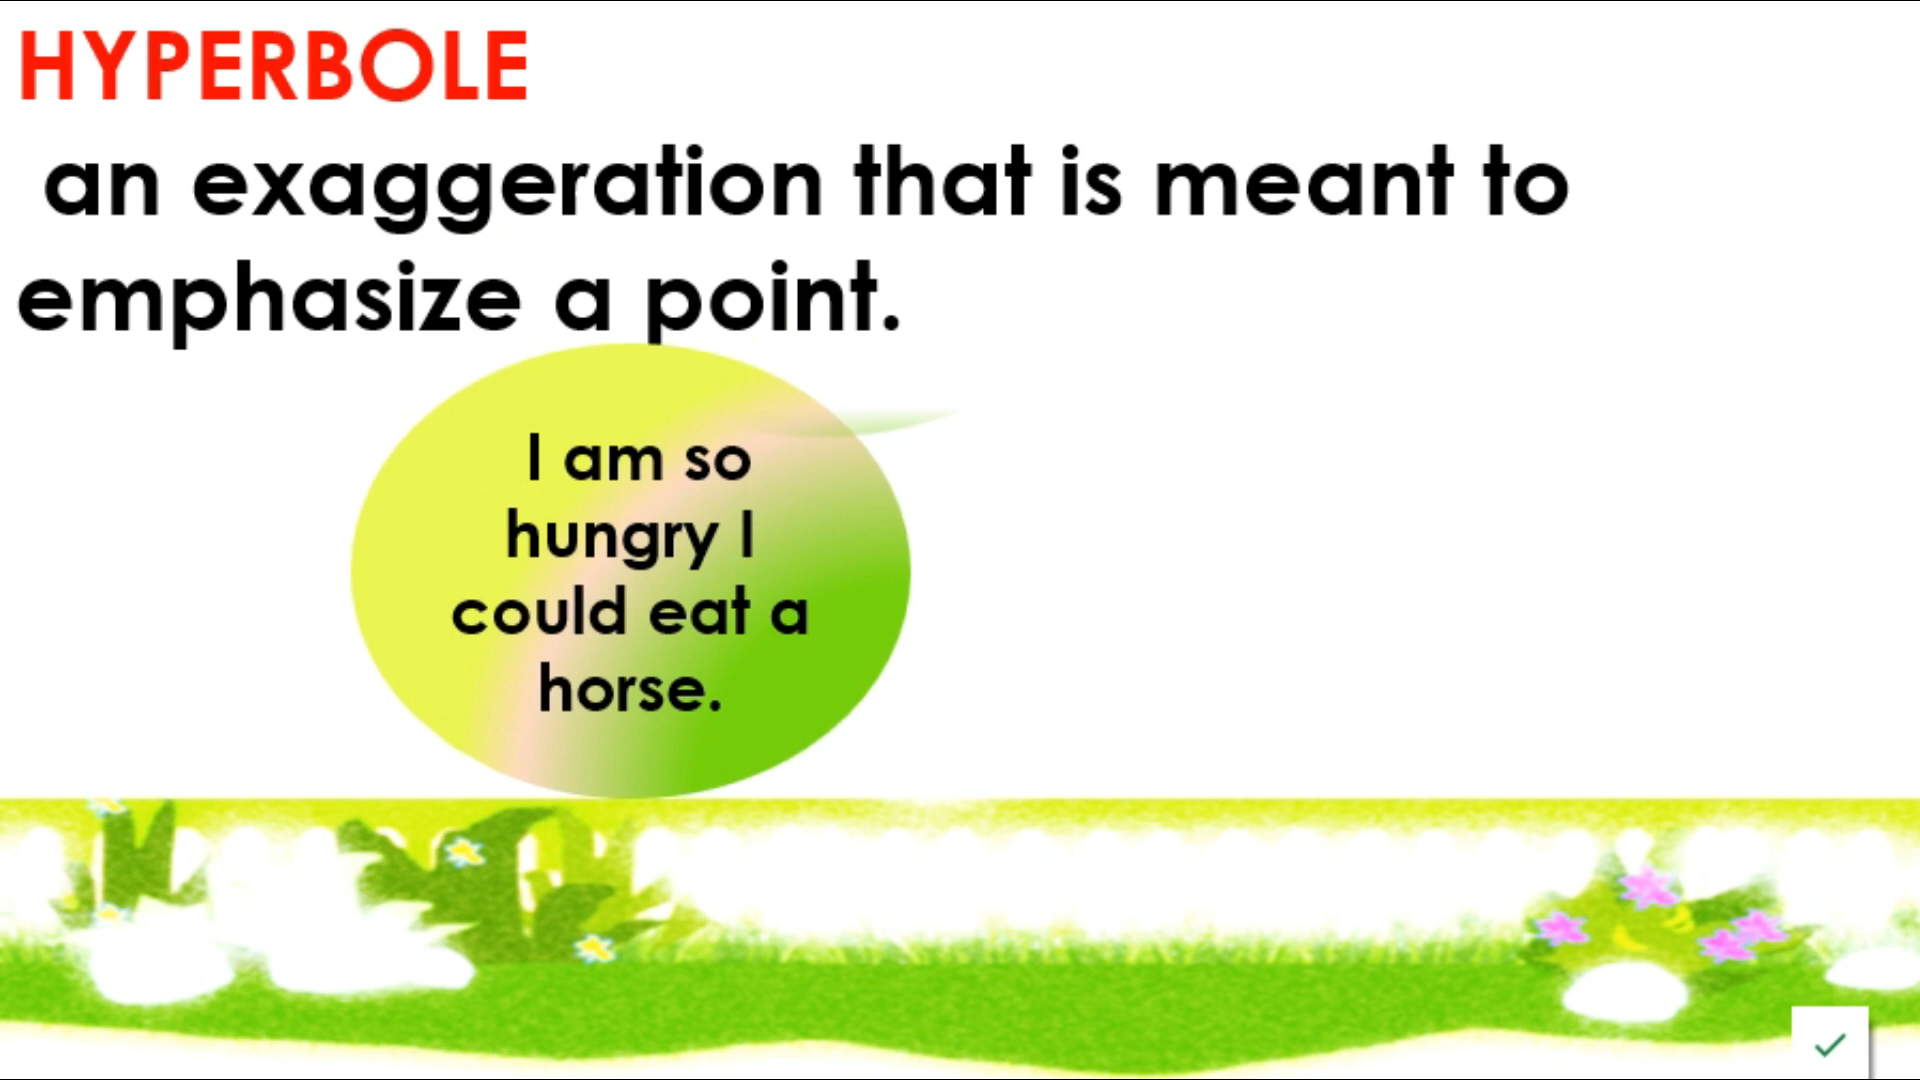 HYPERBOLE
an exaggeration that is meant to
emphasize a point.
I am so
hungry I
could eat a
horse.